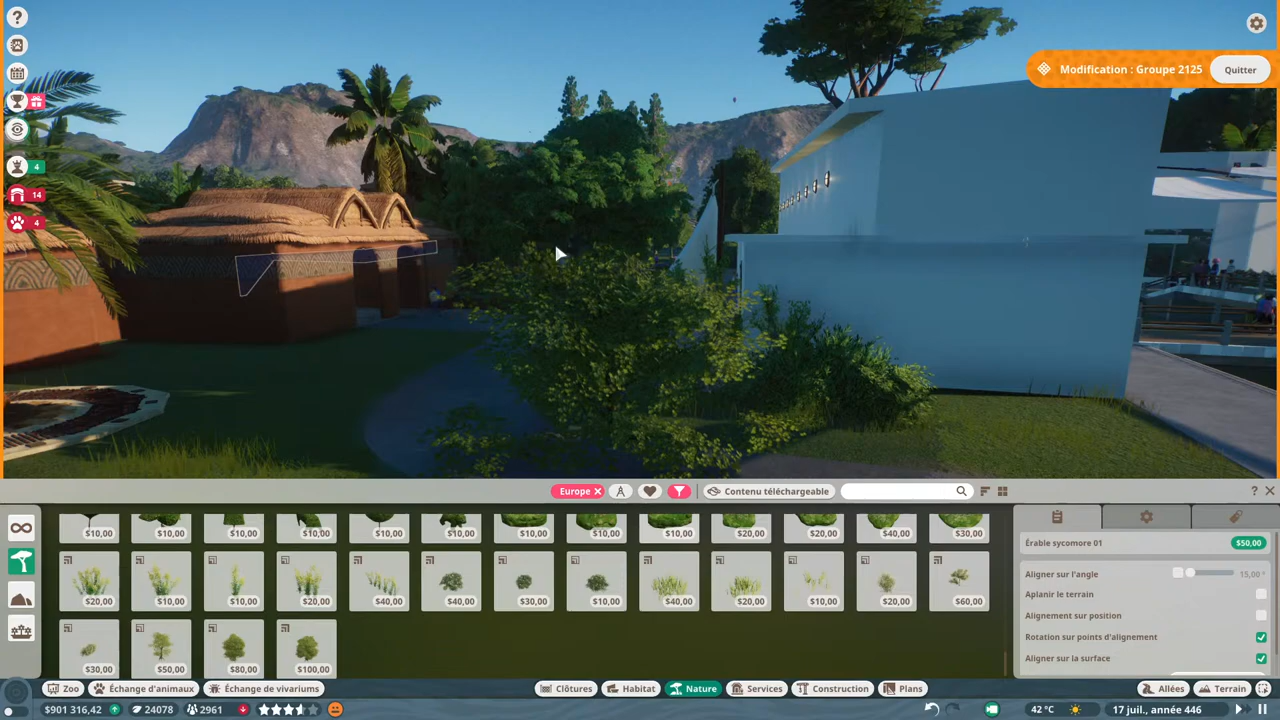 ?
Modification : Groupe 2125
Quitter
4
14
4
Europe ×
Contenu téléchargeable
?
$10,00 $10,00 $10,00 $10,00 $10,00 $10,00 $10,00 $10,00 $10,00 $20,00 $20,00 $40,00 $30,00
$20,00 $10,00 $10,00 $20,00 $40,00 $40,00 $30,00 $10,00 $40,00 $20,00 $10,00 $20,00 $60,00
$30,00 $50,00 $80,00 $100,00
Érable sycomore 01 $50,00
Aligner sur l'angle 15,00 °
Aplanir le terrain
Alignement sur position
Rotation sur points d'alignement
Aligner sur la surface
Zoo Échange d'animaux Échange de vivariums Clôtures Habitat Nature Services Construction Plans Allées Terrain
$901 316,42 24078 2961 42 °C 17 juil., année 446